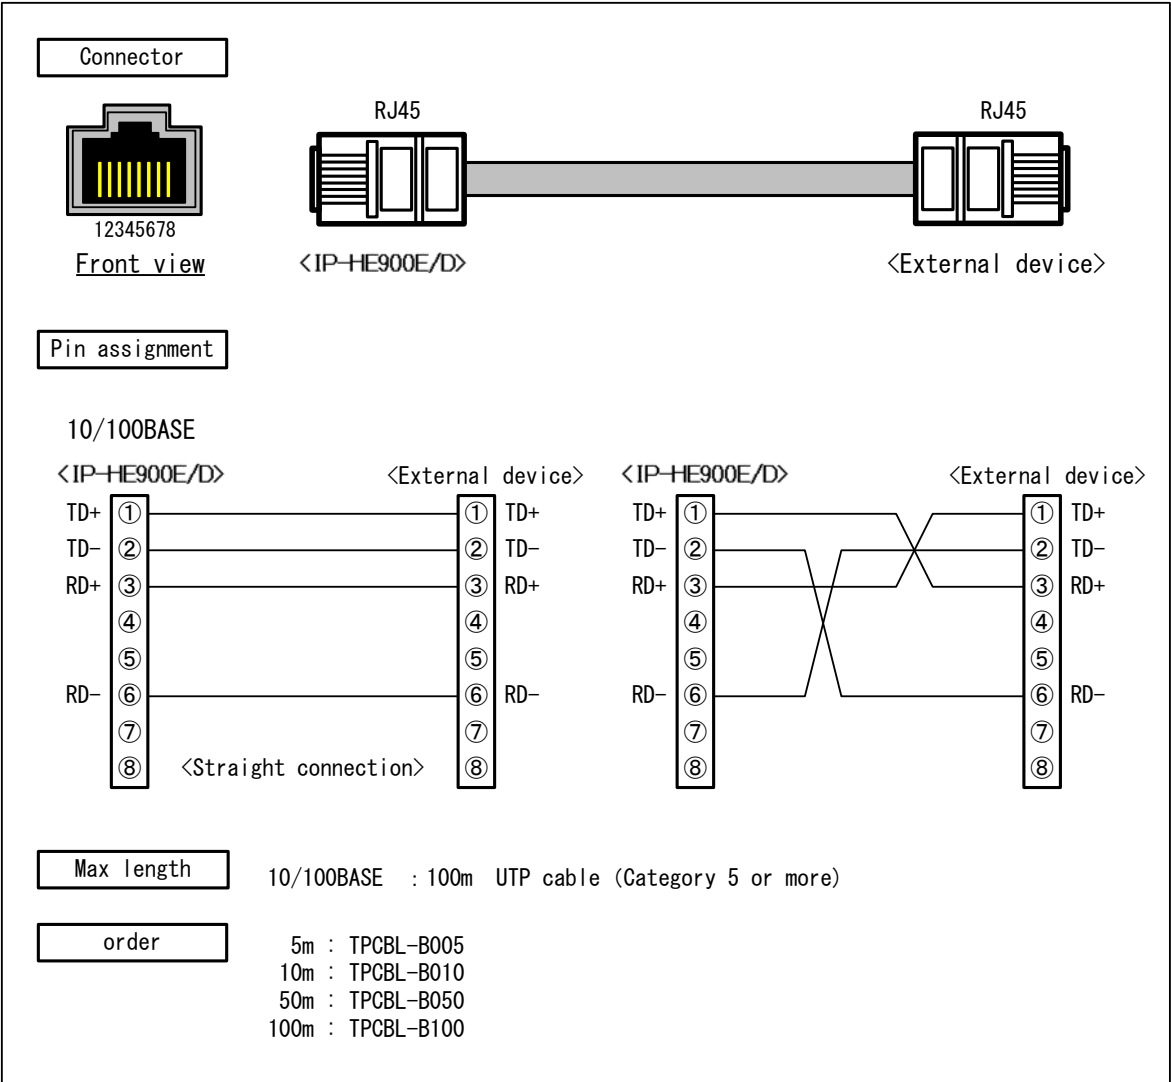 Connector
RJ45 RJ45
12345678
Front view <IP-HE900E/D> <External device>
Pin assignment
10/100BASE
<IP-HE900E/D> <External device> <IP-HE900E/D> <External device>
TD+ ① ① TD+ TD+ ① ① TD+
TD- ② ② TD- TD- ② ② TD-
RD+ ③ ③ RD+ RD+ ③ ③ RD+
④ ④ ④ ④
⑤ ⑤ ⑤ ⑤
RD- ⑥ ⑥ RD- RD- ⑥ ⑥ RD-
⑦ ⑦ ⑦ ⑦
⑧ <Straight connection> ⑧ ⑧ ⑧
Max length 10/100BASE : 100m UTP cable (Category 5 or more)
order 5m : TPCBL-B005
10m : TPCBL-B010
50m : TPCBL-B050
100m : TPCBL-B100